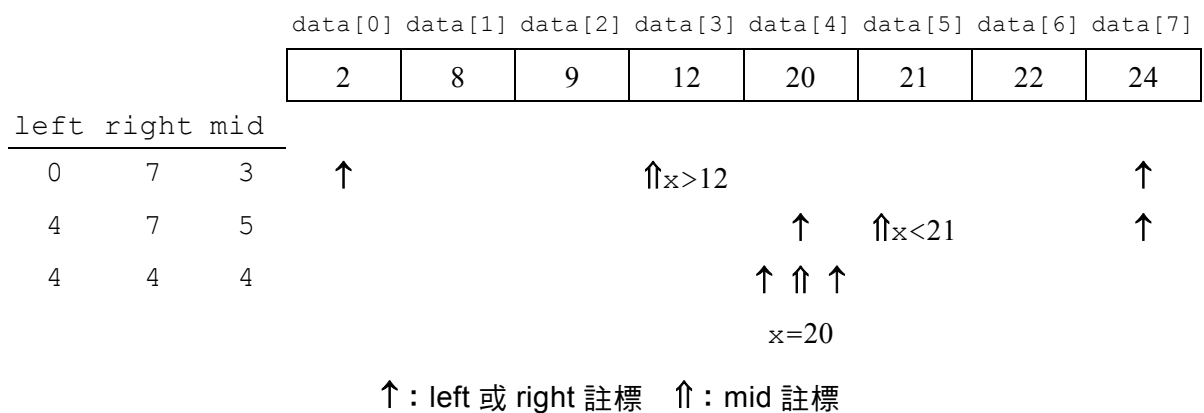 data[0] data[1] data[2] data[3] data[4] data[5] data[6] data[7]
2 8 9 12 20 21 22 24
left right mid
0 7 3 ↑ ⇑x>12 ↑
4 7 5 ↑ ⇑x<21 ↑
4 4 4 ↑ ⇑ ↑
x=20
↑：left 或 right 註標 ⇑：mid 註標